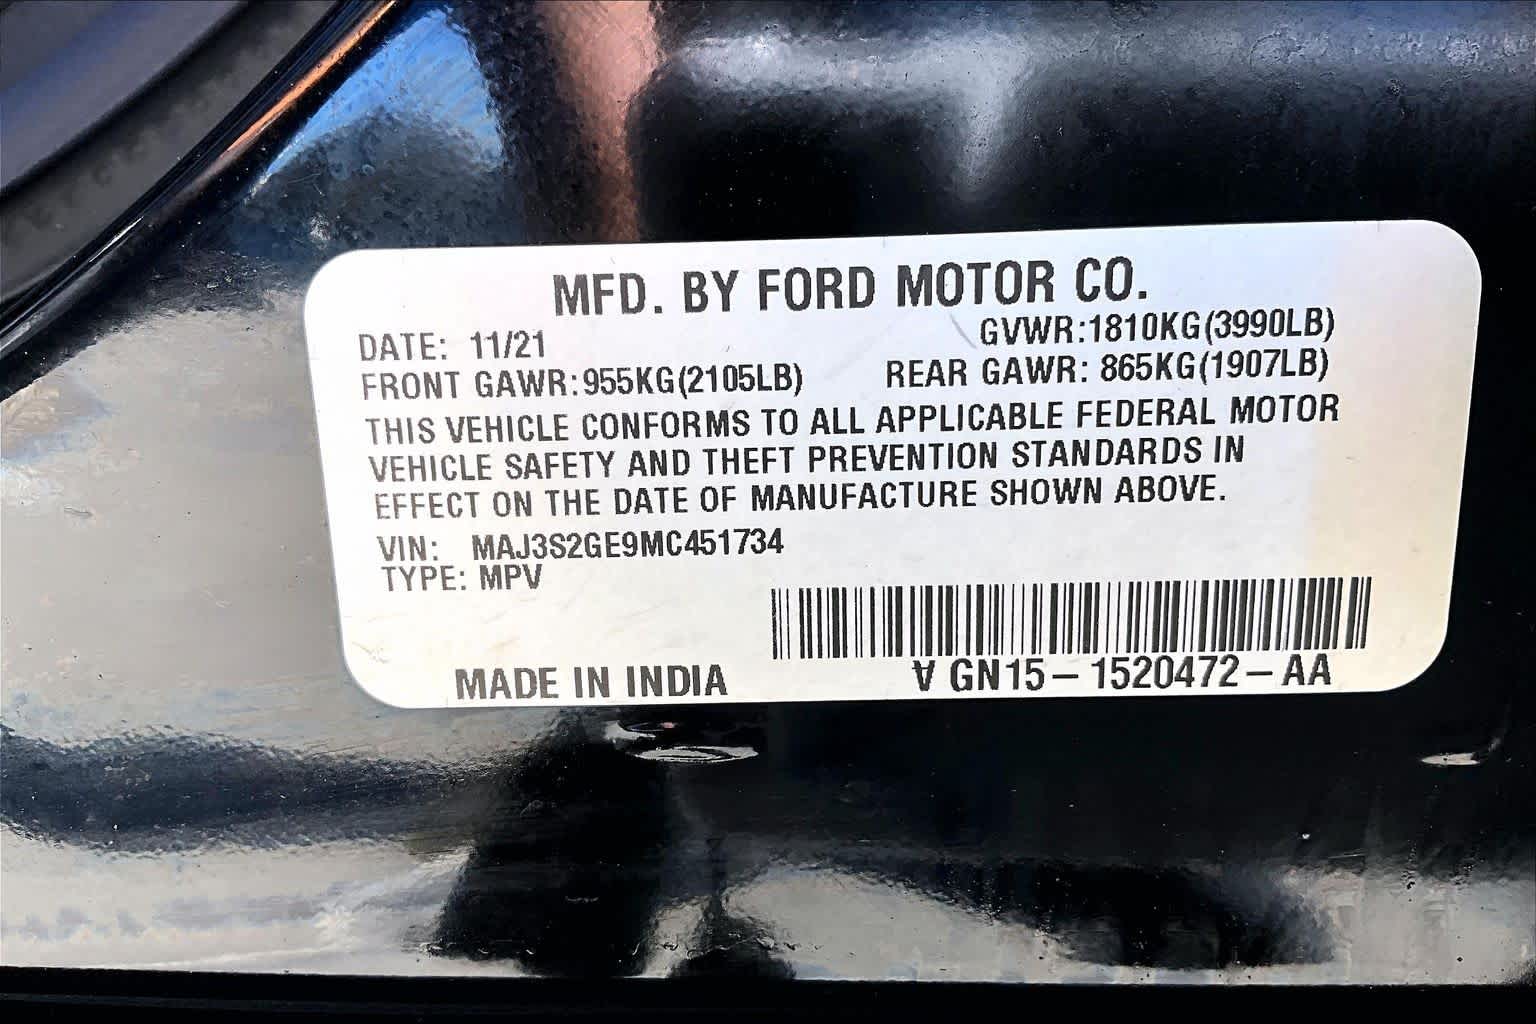 MFD. BY FORD MOTOR CO.
DATE: 11/21 GVWR:1810KG(3990LB)
FRONT GAWR:955KG(2105LB) REAR GAWR: 865KG(1907LB)
THIS VEHICLE CONFORMS TO ALL APPLICABLE FEDERAL MOTOR
VEHICLE SAFETY AND THEFT PREVENTION STANDARDS IN
EFFECT ON THE DATE OF MANUFACTURE SHOWN ABOVE.
VIN: MAJ3S2GE9MC451734
TYPE: MPV
MADE IN INDIA
∀ GN15-1520472-AA